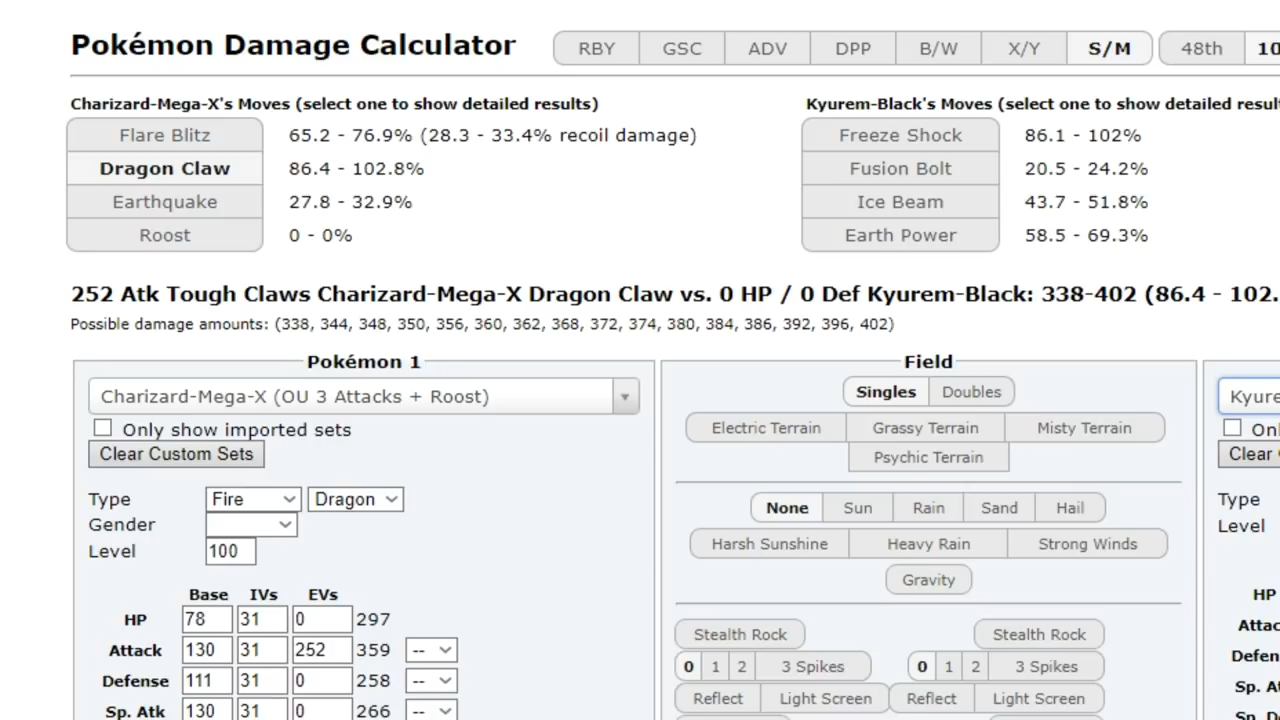 Pokémon Damage Calculator RBY GSC ADV DPP B/W X/Y S/M 48th
Charizard-Mega-X's Moves (select one to show detailed results)
Flare Blitz 65.2 - 76.9% (28.3 - 33.4% recoil damage)
Dragon Claw 86.4 - 102.8%
Earthquake 27.8 - 32.9%
Roost 0 - 0%
Kyurem-Black's Moves (select one to show detailed
Freeze Shock 86.1 - 102%
Fusion Bolt 20.5 - 24.2%
Ice Beam 43.7 - 51.8%
Earth Power 58.5 - 69.3%
252 Atk Tough Claws Charizard-Mega-X Dragon Claw vs. 0 HP / 0 Def Kyurem-Black: 338-402 (86.4 - 102.
Possible damage amounts: (338, 344, 348, 350, 356, 360, 362, 368, 372, 374, 380, 384, 386, 392, 396, 402)
Pokémon 1
Charizard-Mega-X (OU 3 Attacks + Roost)
Only show imported sets
Clear Custom Sets
Type Fire Dragon
Gender
Level 100
Base IVs EVs
HP 78 31 0 297
Attack 130 31 252 359 --
Defense 111 31 0 258 --
Sp. Atk 130 31 0 266 --
Field
Singles Doubles
Electric Terrain Grassy Terrain Misty Terrain
Psychic Terrain
None Sun Rain Sand Hail
Harsh Sunshine Heavy Rain Strong Winds
Gravity
Stealth Rock Stealth Rock
0 1 2 3 Spikes 0 1 2 3 Spikes
Reflect Light Screen Reflect Light Screen
Clear
Type
Level
HP